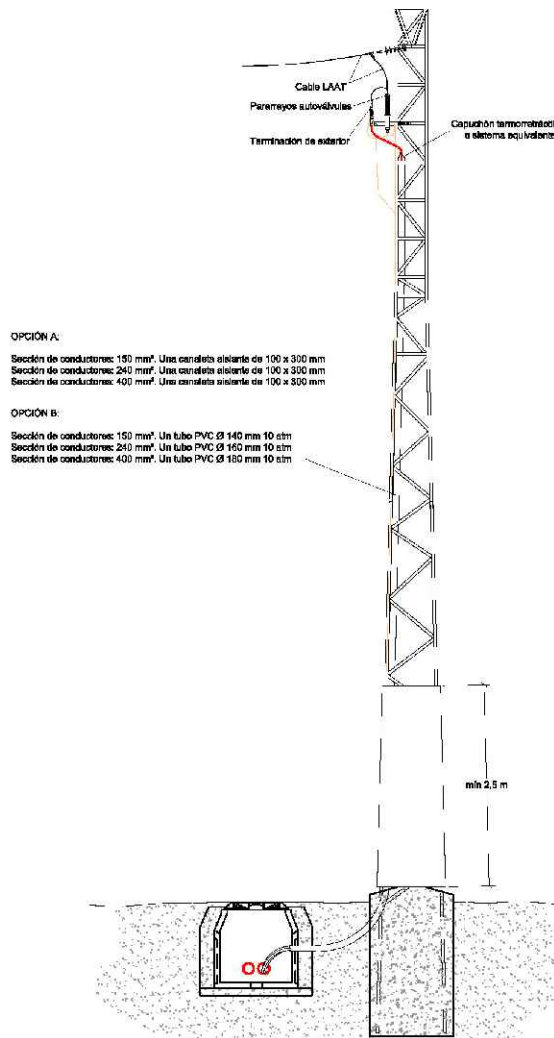 Cable LAAT
Pararrayos autoválvulas
Terminación de exterior
Capuchón termorretráctil
o sistema equivalente
OPCIÓN A:
Sección de conductores: 150 mm². Una canaleta aislante de 100 x 300 mm
Sección de conductores: 240 mm². Una canaleta aislante de 100 x 300 mm
Sección de conductores: 400 mm². Una canaleta aislante de 100 x 300 mm
OPCIÓN B:
Sección de conductores: 150 mm². Un tubo PVC Ø 140 mm 10 atm
Sección de conductores: 240 mm². Un tubo PVC Ø 160 mm 10 atm
Sección de conductores: 400 mm². Un tubo PVC Ø 180 mm 10 atm
min 2,5 m